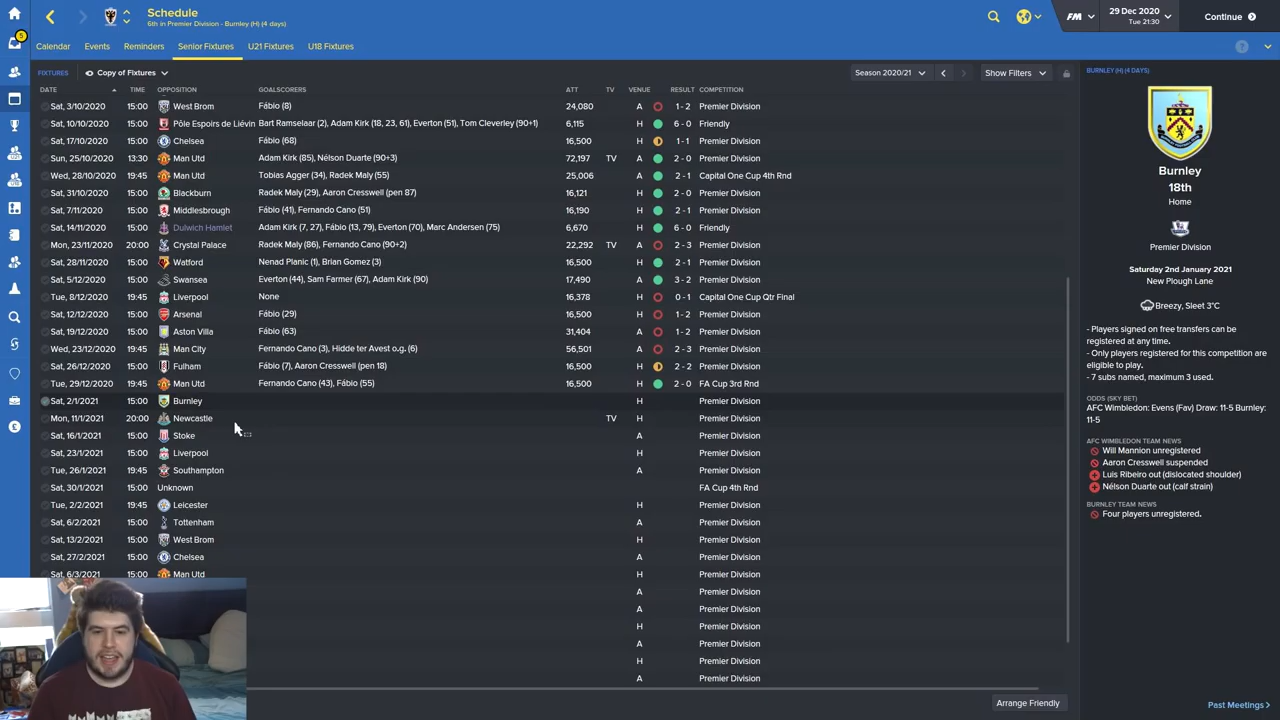 Schedule
6th in Premier Division - Burnley (H) (4 days)
5
FM
29 Dec 2020
Tue 21:30
Continue
Calendar Events Reminders Senior Fixtures U21 Fixtures U18 Fixtures
FIXTURES Copy of Fixtures Season 2020/21 Show Filters
DATE TIME OPPOSITION GOALSCORERS ATT TV VENUE RESULT COMPETITION
Sat, 3/10/2020 15:00 West Brom Fábio (8) 24,080 A 1 - 2 Premier Division
Sat, 10/10/2020 15:00 Pôle Espoirs de Liévin Bart Ramselaar (2), Adam Kirk (18, 23, 61), Everton (51), Tom Cleverley (90+1) 6,115 H 6 - 0 Friendly
Sat, 17/10/2020 15:00 Chelsea Fábio (68) 16,500 H 1 - 1 Premier Division
Sun, 25/10/2020 13:30 Man Utd Adam Kirk (85), Nélson Duarte (90+3) 72,197 TV A 2 - 0 Premier Division
Wed, 28/10/2020 19:45 Man Utd Tobias Agger (34), Radek Maly (55) 25,006 A 2 - 1 Capital One Cup 4th Rnd
Sat, 31/10/2020 15:00 Blackburn Radek Maly (29), Aaron Cresswell (pen 87) 16,121 H 2 - 0 Premier Division
Sat, 7/11/2020 15:00 Middlesbrough Fábio (41), Fernando Cano (51) 16,190 H 2 - 1 Premier Division
Sat, 14/11/2020 15:00 Dulwich Hamlet Adam Kirk (7, 27), Fábio (13, 79), Everton (70), Marc Andersen (75) 6,670 H 6 - 0 Friendly
Mon, 23/11/2020 20:00 Crystal Palace Radek Maly (86), Fernando Cano (90+2) 22,292 TV A 2 - 3 Premier Division
Sat, 28/11/2020 15:00 Watford Nenad Planic (1), Brian Gomez (3) 16,500 H 2 - 1 Premier Division
Sat, 5/12/2020 15:00 Swansea Everton (44), Sam Farmer (67), Adam Kirk (90) 17,490 A 3 - 2 Premier Division
Tue, 8/12/2020 19:45 Liverpool None 16,378 H 0 - 1 Capital One Cup Qtr Final
Sat, 12/12/2020 15:00 Arsenal Fábio (29) 16,500 H 1 - 2 Premier Division
Sat, 19/12/2020 15:00 Aston Villa Fábio (63) 31,404 A 1 - 2 Premier Division
Wed, 23/12/2020 19:45 Man City Fernando Cano (3), Hidde ter Avest o.g. (6) 56,501 A 2 - 3 Premier Division
Sat, 26/12/2020 15:00 Fulham Fábio (7), Aaron Cresswell (pen 18) 16,500 H 2 - 2 Premier Division
Tue, 29/12/2020 19:45 Man Utd Fernando Cano (43), Fábio (55) 16,500 H 2 - 0 FA Cup 3rd Rnd
Sat, 2/1/2021 15:00 Burnley H Premier Division
Mon, 11/1/2021 20:00 Newcastle TV H Premier Division
Sat, 16/1/2021 15:00 Stoke A Premier Division
Sat, 23/1/2021 15:00 Liverpool H Premier Division
Tue, 26/1/2021 19:45 Southampton A Premier Division
Sat, 30/1/2021 15:00 Unknown FA Cup 4th Rnd
Tue, 2/2/2021 19:45 Leicester H Premier Division
Sat, 6/2/2021 15:00 Tottenham A Premier Division
Sat, 13/2/2021 15:00 West Brom H Premier Division
Sat, 27/2/2021 15:00 Chelsea A Premier Division
Sat, 6/3/2021 15:00 Man Utd H Premier Division
A Premier Division
A Premier Division
H Premier Division
A Premier Division
H Premier Division
A Premier Division
Arrange Friendly
BURNLEY (H) (4 DAYS)
Burnley
18th
Home
Premier Division
Saturday 2nd January 2021
New Plough Lane
Breezy, Sleet 3°C
- Players signed on free transfers can be
registered at any time.
- Only players registered for this competition are
eligible to play.
- 7 subs named, maximum 3 used.
ODDS (SKY BET)
AFC Wimbledon: Evens (Fav) Draw: 11-5 Burnley:
11-5
AFC WIMBLEDON TEAM NEWS
Will Mannion unregistered
Aaron Cresswell suspended
Luis Ribeiro out (dislocated shoulder)
Nélson Duarte out (calf strain)
BURNLEY TEAM NEWS
Four players unregistered.
Past Meetings >